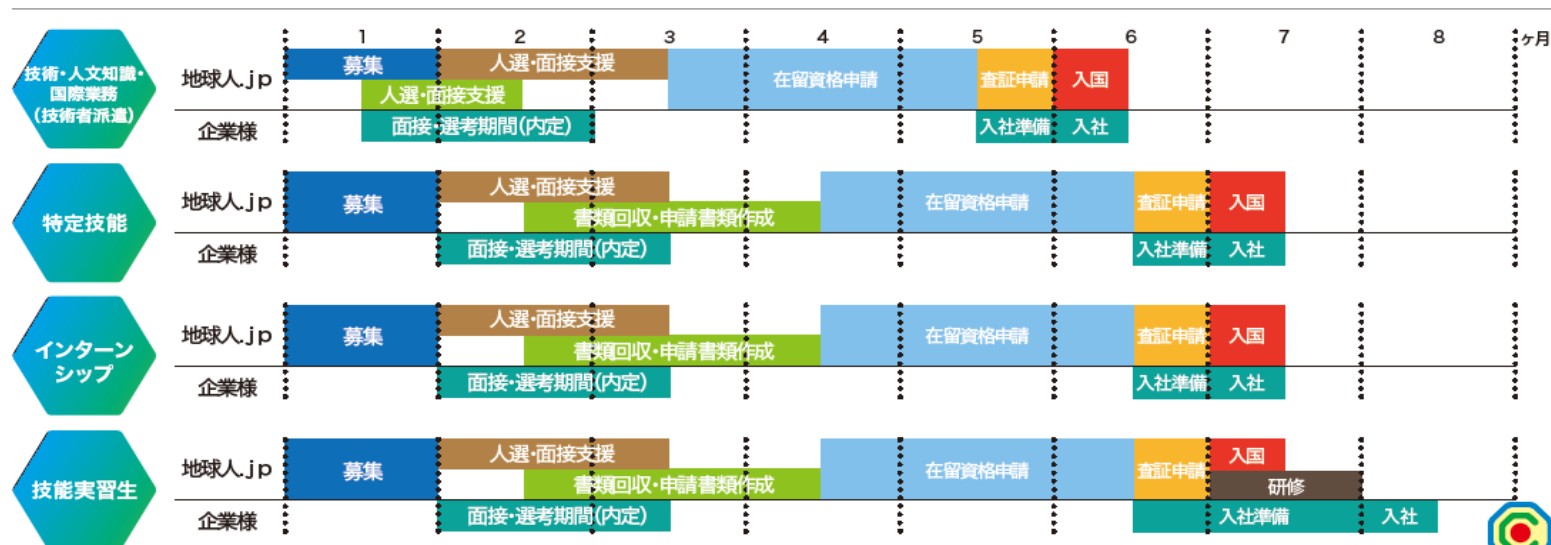 1 2 3 4 5 6 7 8 ヶ月
技術・人文知識・
国際業務
(技術者派遣)
地球人.jp
募集
人選・面接支援
人選・面接支援
在留資格申請
査証申請
入国
企業様
面接・選考期間(内定)
入社準備
入社
特定技能
地球人.jp
募集
人選・面接支援
書類回収・申請書類作成
在留資格申請
査証申請
入国
企業様
面接・選考期間(内定)
入社準備
入社
インターン
シップ
地球人.jp
募集
人選・面接支援
書類回収・申請書類作成
在留資格申請
査証申請
入国
企業様
面接・選考期間(内定)
入社準備
入社
技能実習生
地球人.jp
募集
人選・面接支援
書類回収・申請書類作成
在留資格申請
査証申請
入国
研修
企業様
面接・選考期間(内定)
入社準備
入社